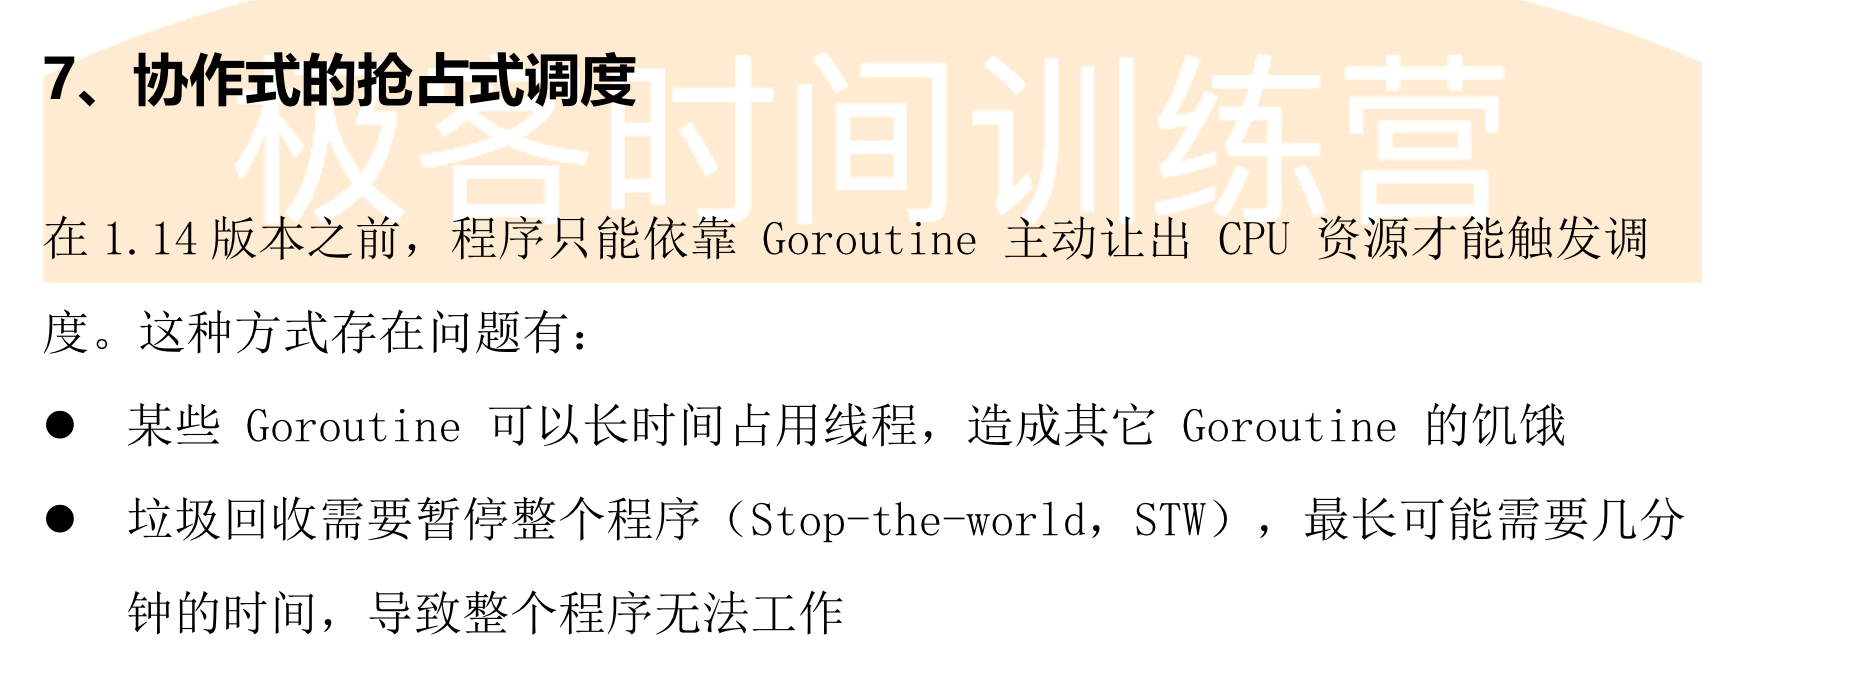 7、协作式的抢占式调度
极客时间训练营
在 1.14 版本之前，程序只能依靠 Goroutine 主动让出 CPU 资源才能触发调
度。这种方式存在问题有：
● 某些 Goroutine 可以长时间占用线程，造成其它 Goroutine 的饥饿
● 垃圾回收需要暂停整个程序（Stop-the-world，STW），最长可能需要几分
钟的时间，导致整个程序无法工作